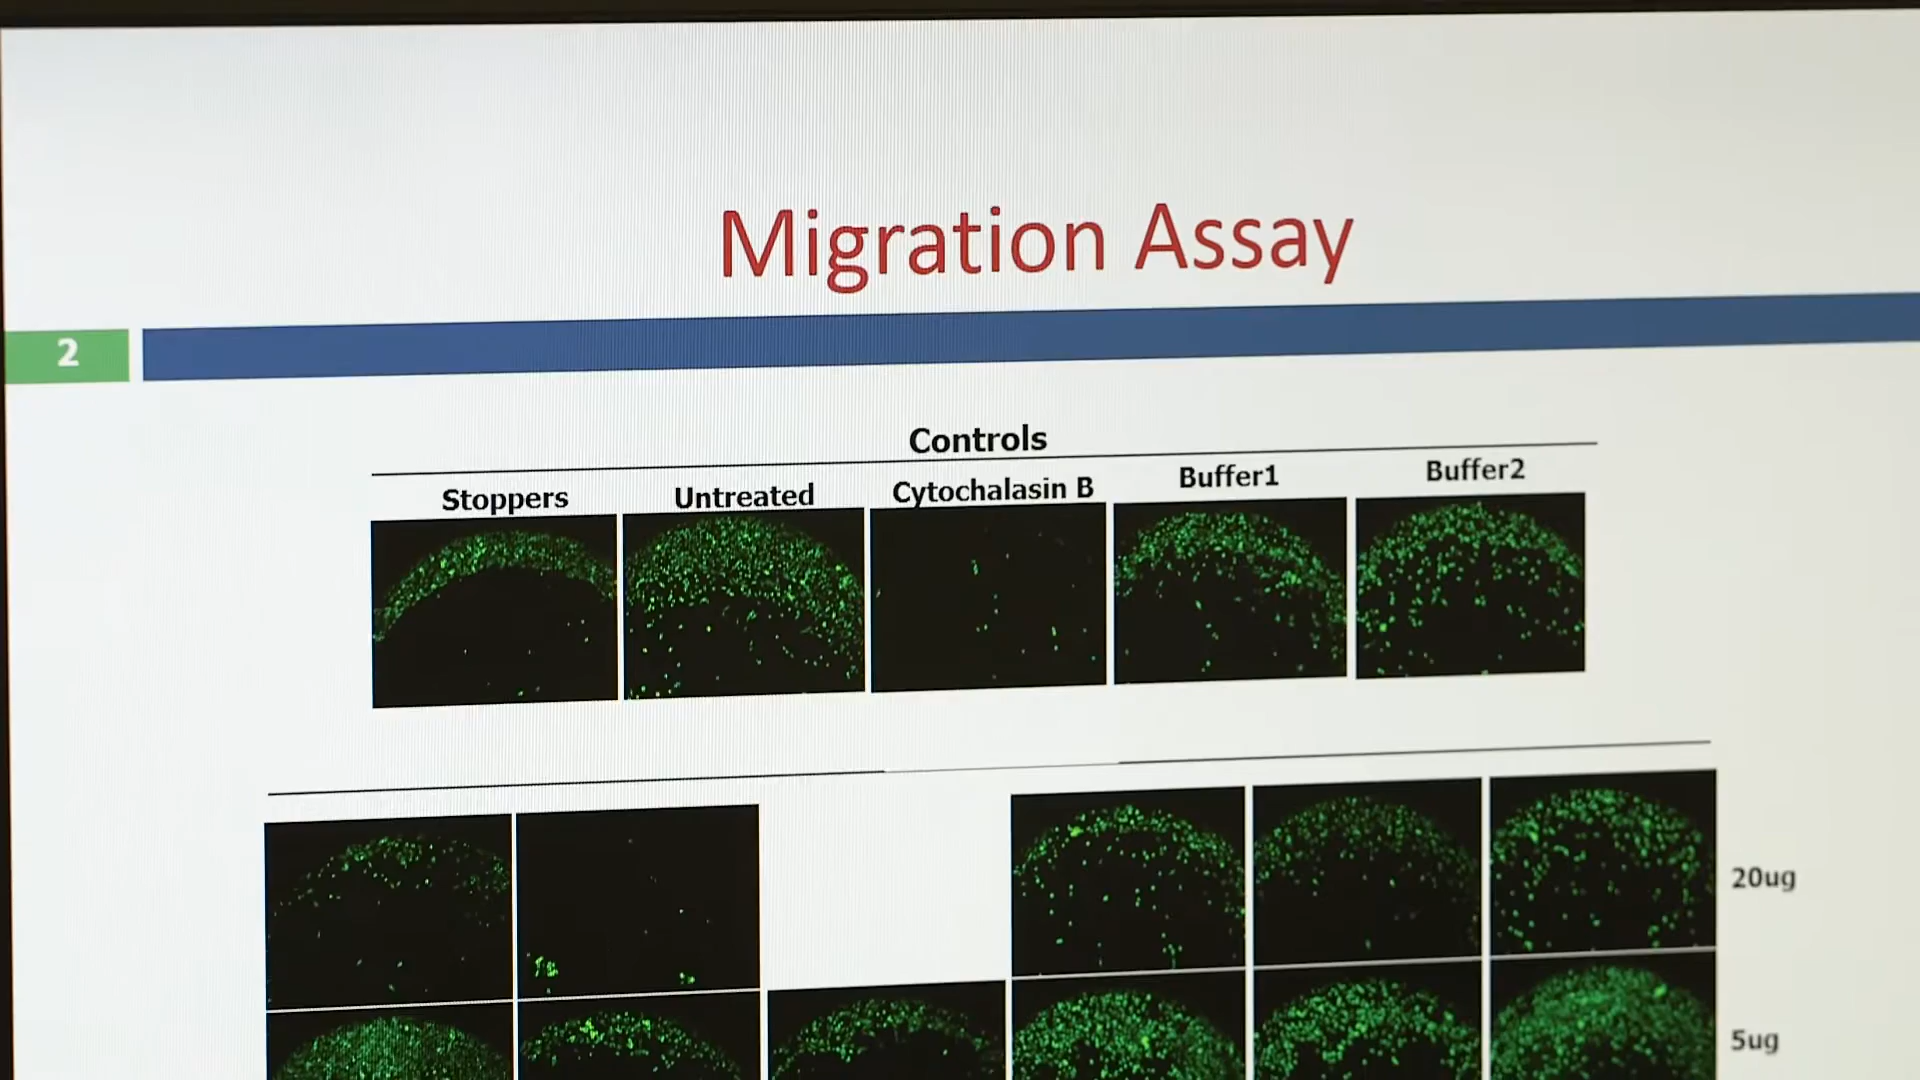 Migration Assay
2
Controls
Stoppers Untreated Cytochalasin B Buffer1 Buffer2
20ug
5ug